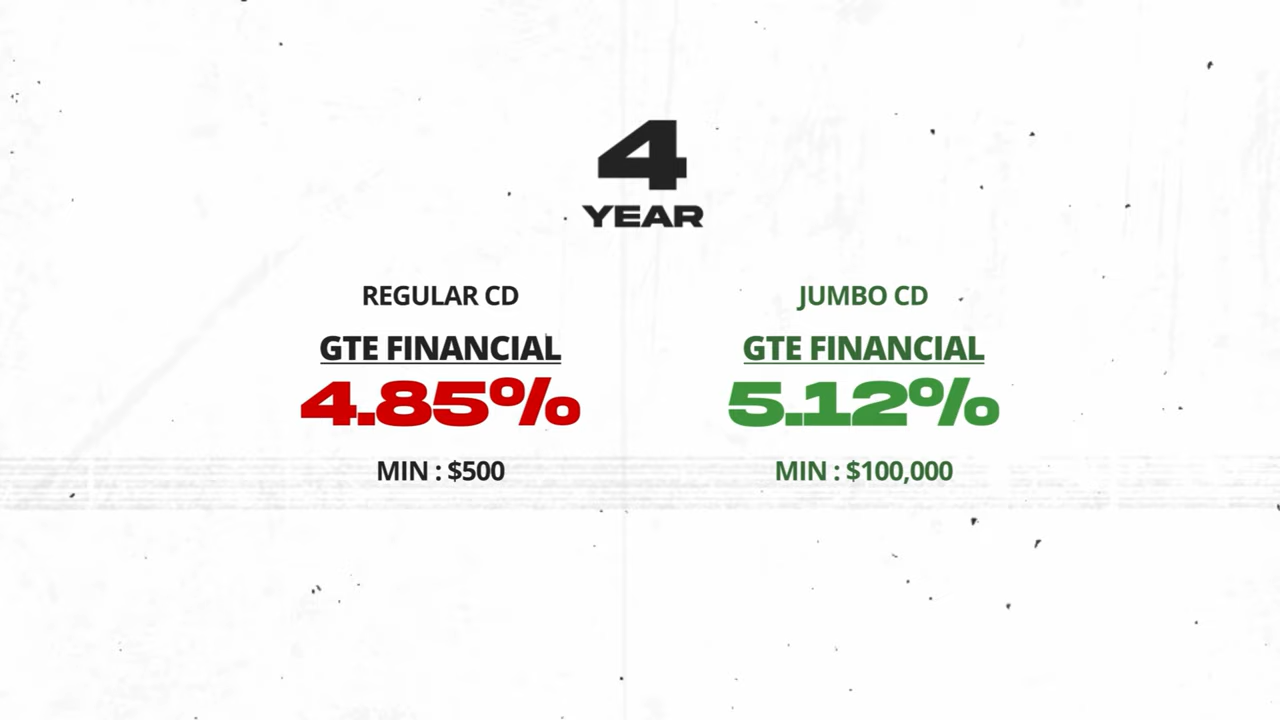 4
YEAR
REGULAR CD
GTE FINANCIAL
4.85%
MIN : $500
JUMBO CD
GTE FINANCIAL
5.12%
MIN : $100,000